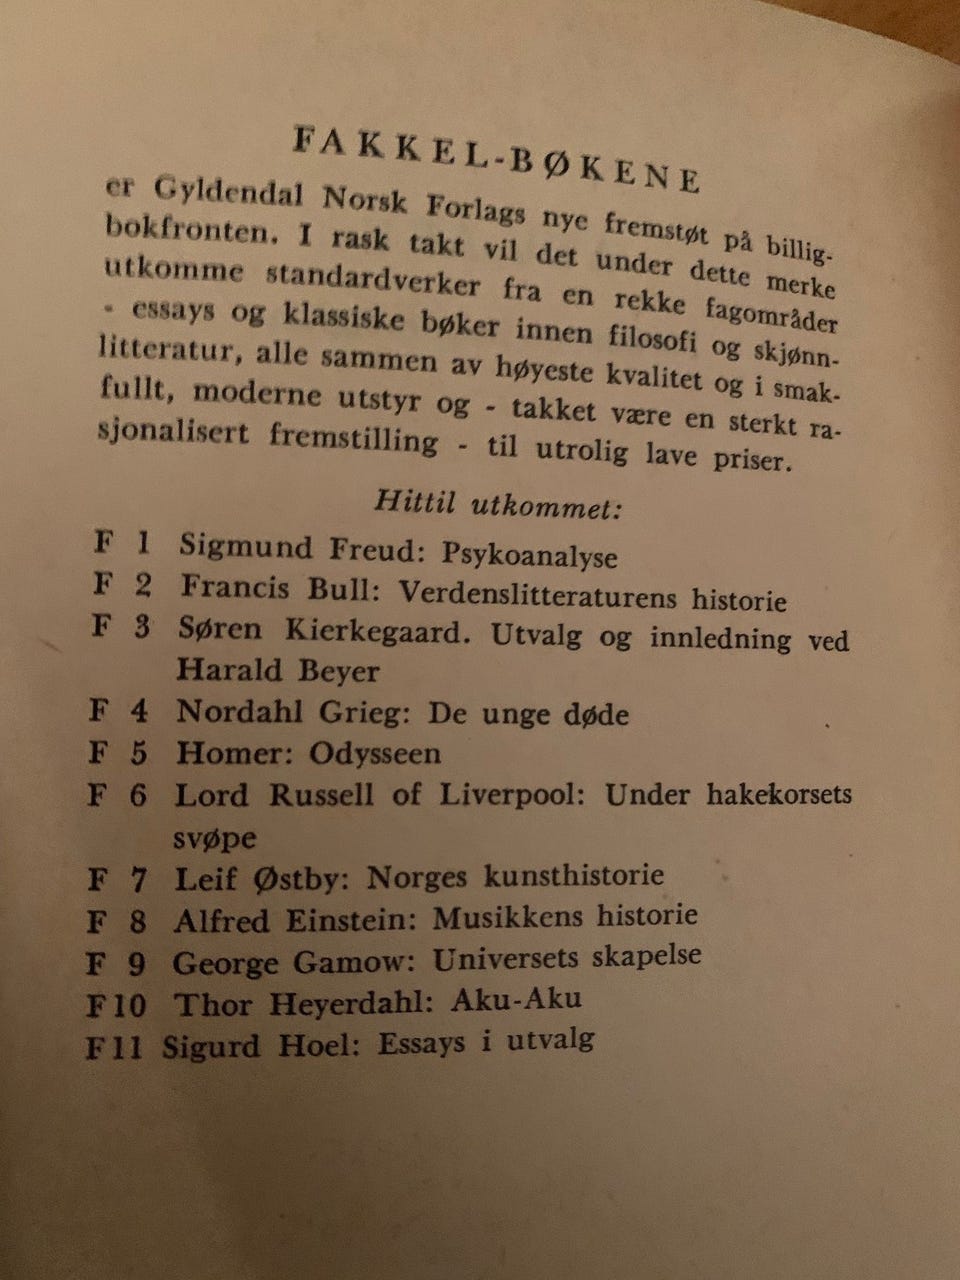 FAKKEL-BØKENE
er Gyldendal Norsk Forlags nye fremstøt på billig-
bokfronten. I rask takt vil det under dette merke
utkomme standardverker fra en rekke fagområder
- essays og klassiske bøker innen filosofi og skjønn-
litteratur, alle sammen av høyeste kvalitet og i smak-
fullt, moderne utstyr og - takket være en sterkt ra-
sjonalisert fremstilling - til utrolig lave priser.
Hittil utkommet:
F 1 Sigmund Freud: Psykoanalyse
F 2 Francis Bull: Verdenslitteraturens historie
F 3 Søren Kierkegaard. Utvalg og innledning ved
Harald Beyer
F 4 Nordahl Grieg: De unge døde
F 5 Homer: Odysseen
F 6 Lord Russell of Liverpool: Under hakekorsets
svøpe
F 7 Leif Østby: Norges kunsthistorie
F 8 Alfred Einstein: Musikkens historie
F 9 George Gamow: Universets skapelse
F10 Thor Heyerdahl: Aku-Aku
F11 Sigurd Hoel: Essays i utvalg